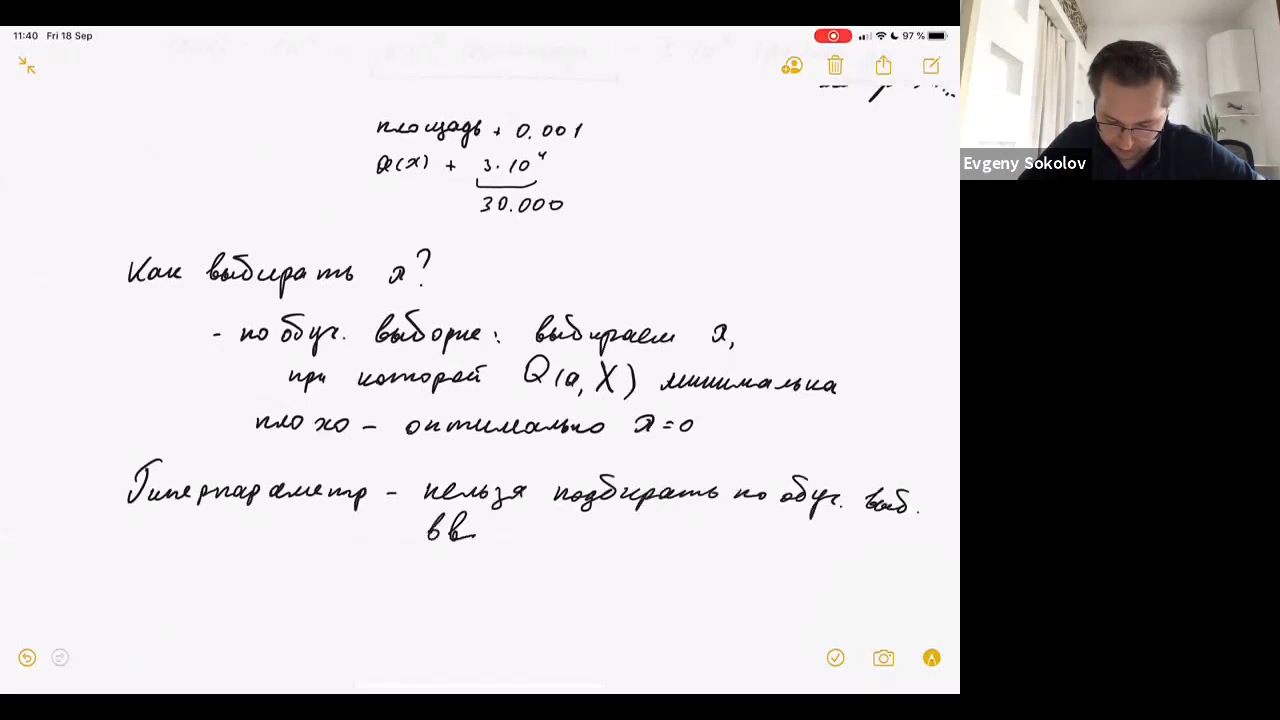 11:40 Fri 18 Sep
97 %
площадь + 0.001
a(x) + 3·10⁴
30.000
Как выбирать λ?
- по обуч. выборке: выбираем λ,
при которой Q(a, X) минимальна
плохо – оптимально λ=0
Гиперпараметр – нельзя подбирать по обуч. выб.
вв
Evgeny Sokolov